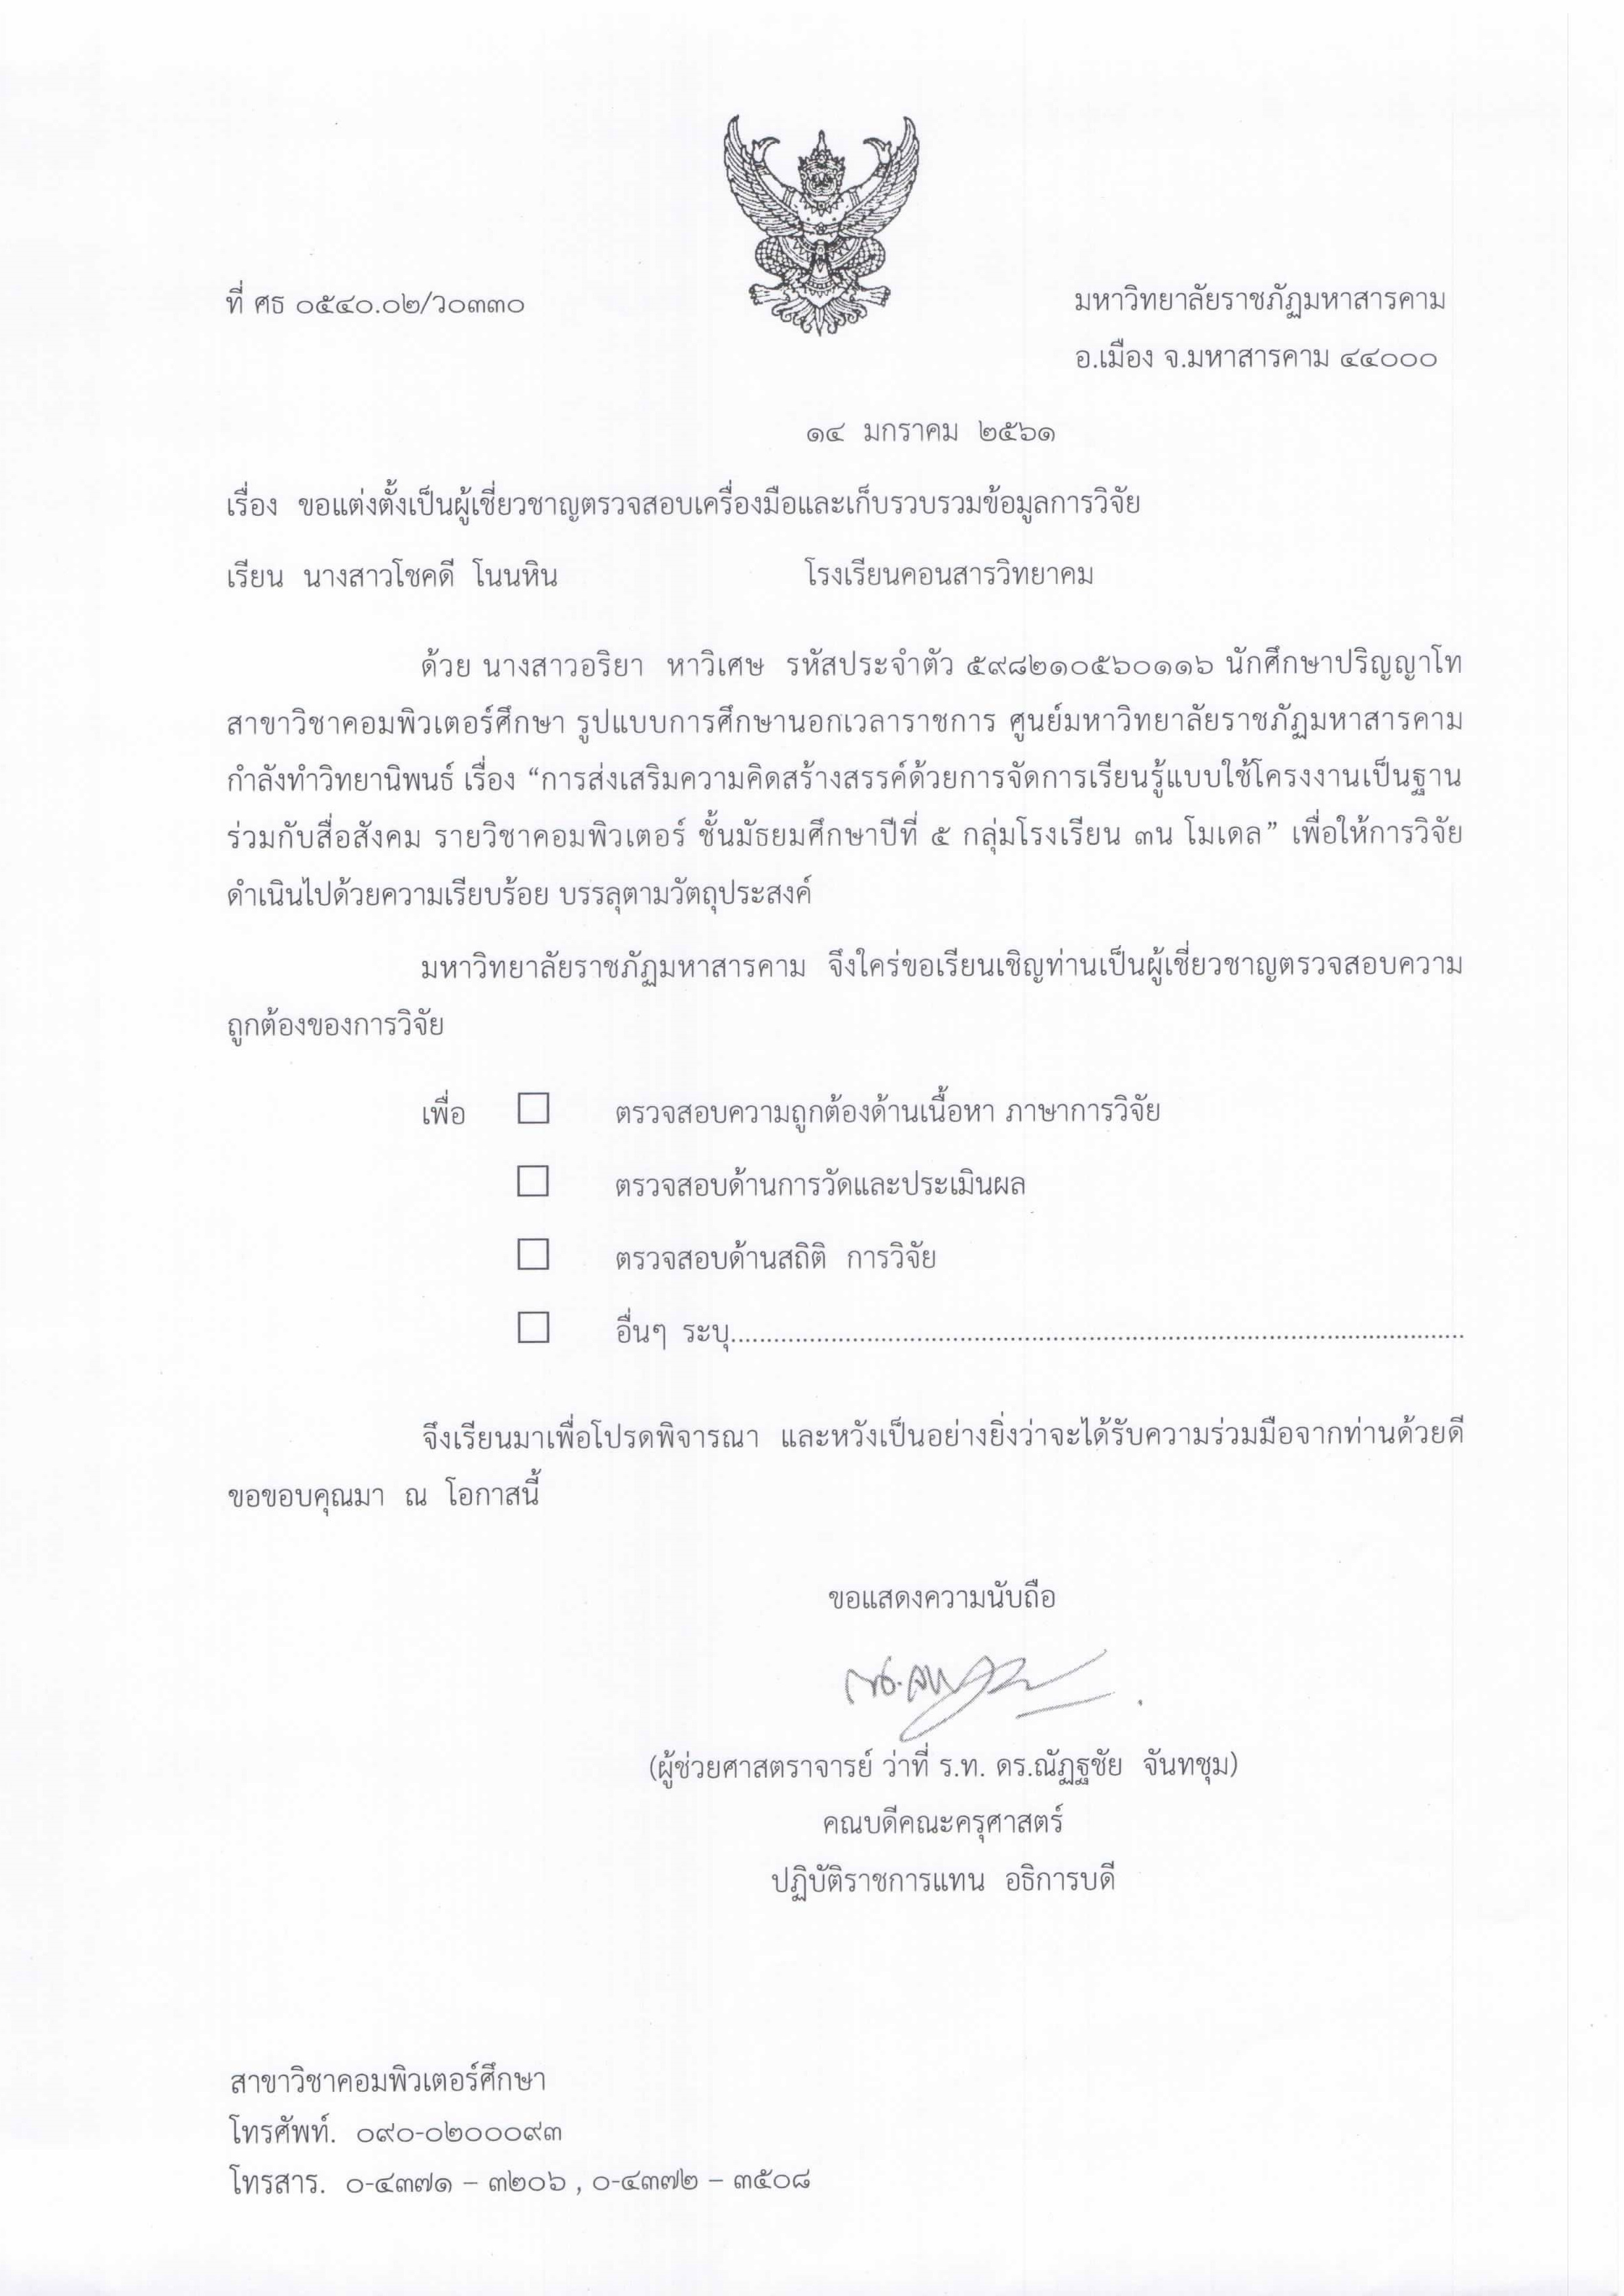 ที่ ศธ ๐๕๔๐.๐๒/ว๐๓๓๐
มหาวิทยาลัยราชภัฏมหาสารคาม
อ.เมือง จ.มหาสารคาม ๔๔๐๐๐
๑๔ มกราคม ๒๕๖๑
เรื่อง ขอแต่งตั้งเป็นผู้เชี่ยวชาญตรวจสอบเครื่องมือและเก็บรวบรวมข้อมูลการวิจัย
เรียน นางสาวโชคดี โนนหิน โรงเรียนคอนสารวิทยาคม
ด้วย นางสาวอริยา หาวิเศษ รหัสประจำตัว ๕๙๘๒๑๐๕๖๐๑๑๖ นักศึกษาปริญญาโท
สาขาวิชาคอมพิวเตอร์ศึกษา รูปแบบการศึกษานอกเวลาราชการ ศูนย์มหาวิทยาลัยราชภัฏมหาสารคาม
กำลังทำวิทยานิพนธ์ เรื่อง “การส่งเสริมความคิดสร้างสรรค์ด้วยการจัดการเรียนรู้แบบใช้โครงงานเป็นฐาน
ร่วมกับสื่อสังคม รายวิชาคอมพิวเตอร์ ชั้นมัธยมศึกษาปีที่ ๕ กลุ่มโรงเรียน ๓น โมเดล” เพื่อให้การวิจัย
ดำเนินไปด้วยความเรียบร้อย บรรลุตามวัตถุประสงค์
มหาวิทยาลัยราชภัฏมหาสารคาม จึงใคร่ขอเรียนเชิญท่านเป็นผู้เชี่ยวชาญตรวจสอบความ
ถูกต้องของการวิจัย
เพื่อ ☐ ตรวจสอบความถูกต้องด้านเนื้อหา ภาษาการวิจัย
☐ ตรวจสอบด้านการวัดและประเมินผล
☐ ตรวจสอบด้านสถิติ การวิจัย
☐ อื่นๆ ระบุ.....................................................................................................
จึงเรียนมาเพื่อโปรดพิจารณา และหวังเป็นอย่างยิ่งว่าจะได้รับความร่วมมือจากท่านด้วยดี
ขอขอบคุณมา ณ โอกาสนี้
ขอแสดงความนับถือ
(ผู้ช่วยศาสตราจารย์ ว่าที่ ร.ท. ดร.ณัฏฐชัย จันทชุม)
คณบดีคณะครุศาสตร์
ปฏิบัติราชการแทน อธิการบดี
สาขาวิชาคอมพิวเตอร์ศึกษา
โทรศัพท์. ๐๙๐-๐๒๐๐๐๙๓
โทรสาร. ๐-๔๓๗๑ – ๓๒๐๖ , ๐-๔๓๗๒ – ๓๕๐๘